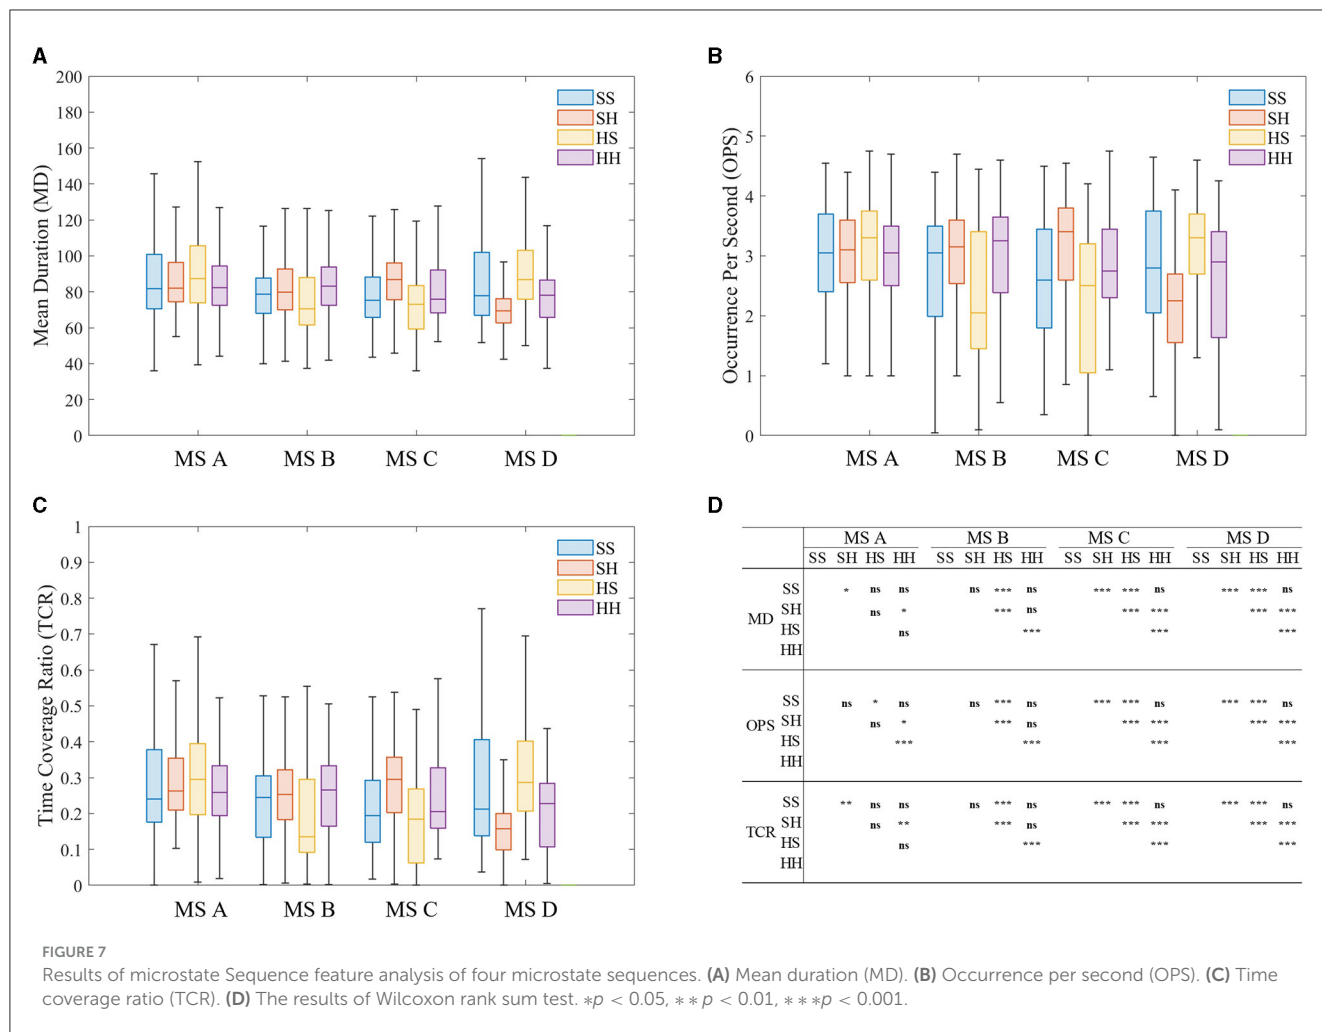 A
200
180
160
140
120
100
80
60
40
20
0
Mean Duration (MD)
SS
SH
HS
HH
MS A MS B MS C MS D
B
6
5
4
3
2
1
0
Occurrence Per Second (OPS)
SS
SH
HS
HH
MS A MS B MS C MS D
C
1
0.9
0.8
0.7
0.6
0.5
0.4
0.3
0.2
0.1
0
Time Coverage Ratio (TCR)
SS
SH
HS
HH
MS A MS B MS C MS D
D
MS A MS B MS C MS D
SS SH HS HH SS SH HS HH SS SH HS HH SS SH HS HH
MD
SS * ns ns ns *** ns *** *** ns *** *** ns
SH ns * *** ns *** *** *** ***
HS ns *** *** ***
HH
OPS
SS ns * ns ns *** ns *** *** ns *** *** ns
SH ns * *** ns *** *** *** ***
HS *** *** *** ***
HH
TCR
SS ** ns ns ns *** ns *** *** ns *** *** ns
SH ns ** *** ns *** *** *** ***
HS ns *** *** ***
HH
FIGURE 7
Results of microstate Sequence feature analysis of four microstate sequences. (A) Mean duration (MD). (B) Occurrence per second (OPS). (C) Time
coverage ratio (TCR). (D) The results of Wilcoxon rank sum test. *p < 0.05, * * p < 0.01, * * *p < 0.001.